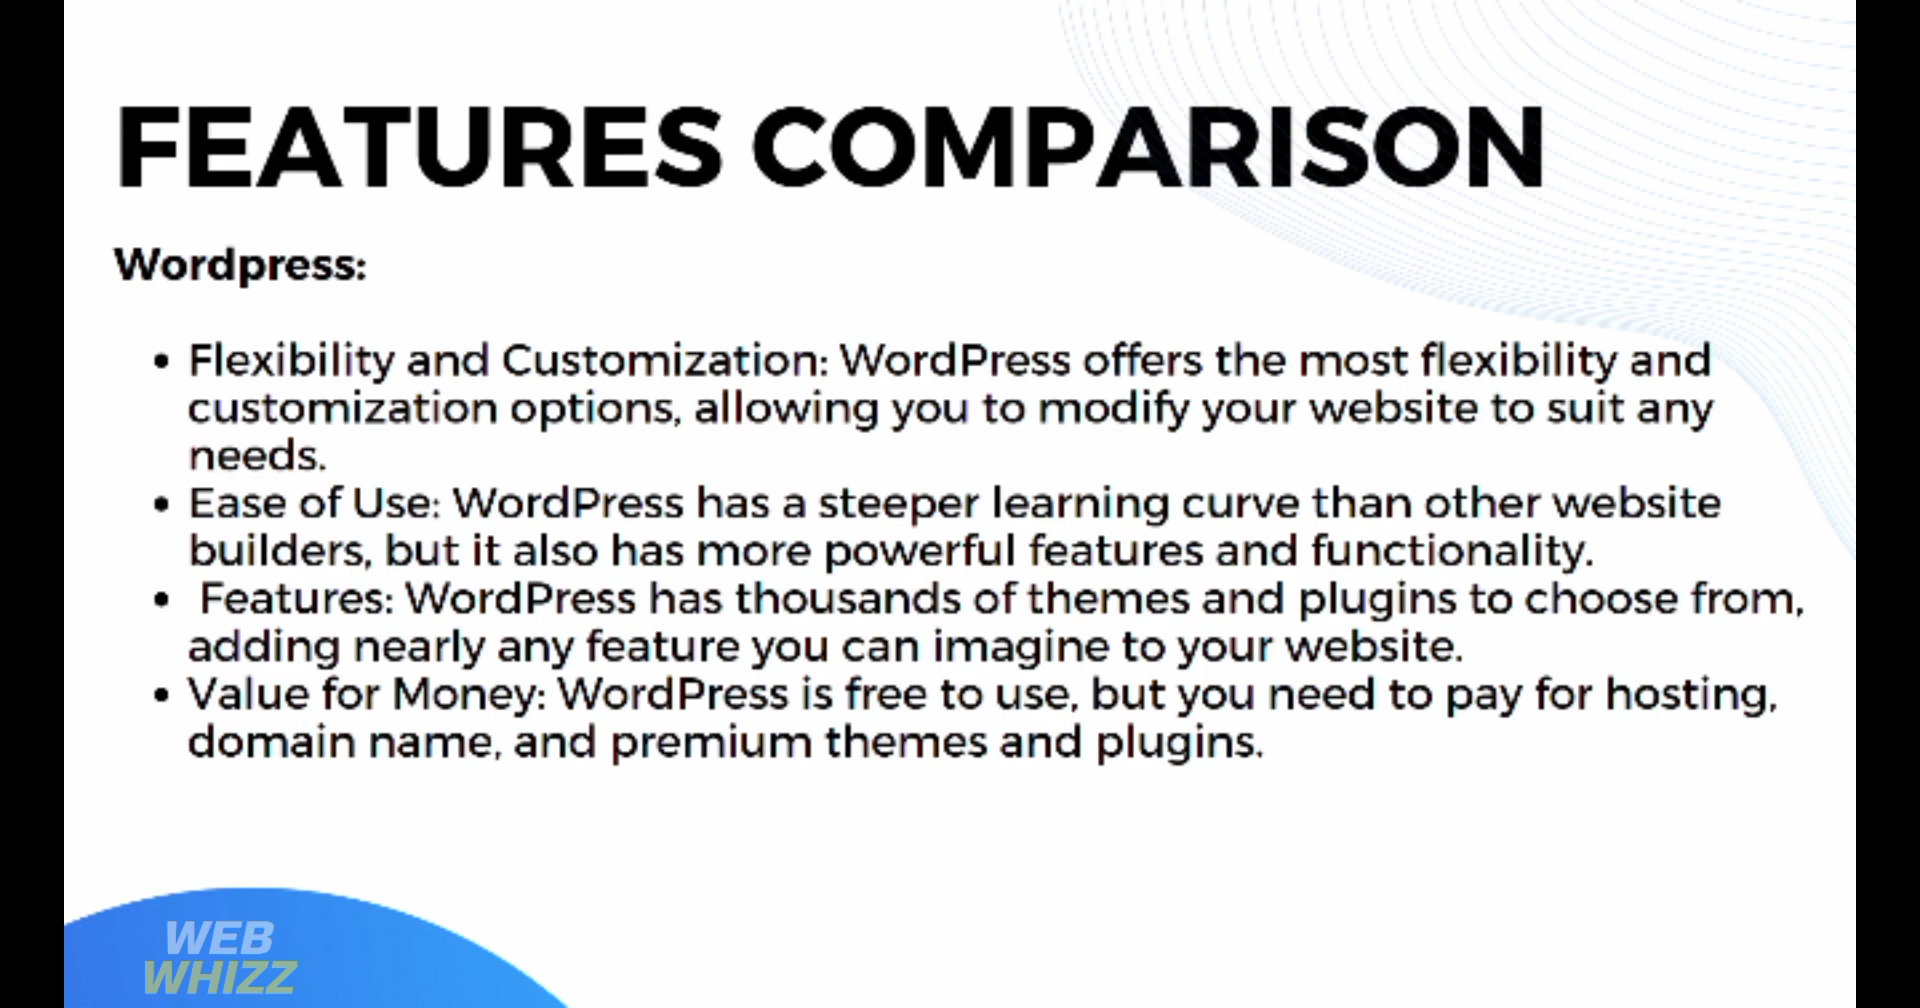 FEATURES COMPARISON
Wordpress:
• Flexibility and Customization: WordPress offers the most flexibility and
customization options, allowing you to modify your website to suit any
needs.
• Ease of Use: WordPress has a steeper learning curve than other website
builders, but it also has more powerful features and functionality.
• Features: WordPress has thousands of themes and plugins to choose from,
adding nearly any feature you can imagine to your website.
• Value for Money: WordPress is free to use, but you need to pay for hosting,
domain name, and premium themes and plugins.
WEB
WHIZZ